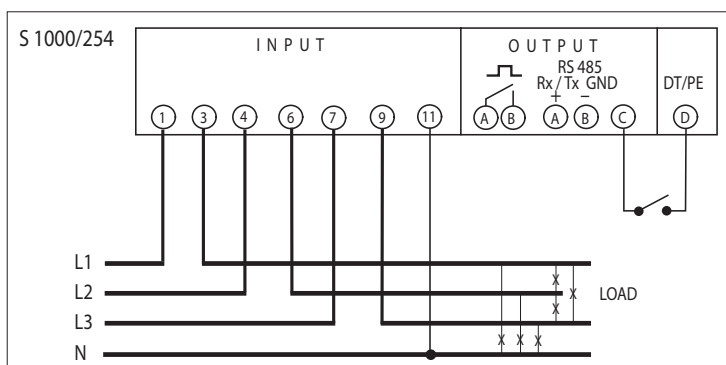 S 1000/254
INPUT
OUTPUT
RS 485
Rx / Tx GND
DT/PE
+ −
1 3 4 6 7 9 11 A B A B C D
L1
L2 LOAD
L3
N